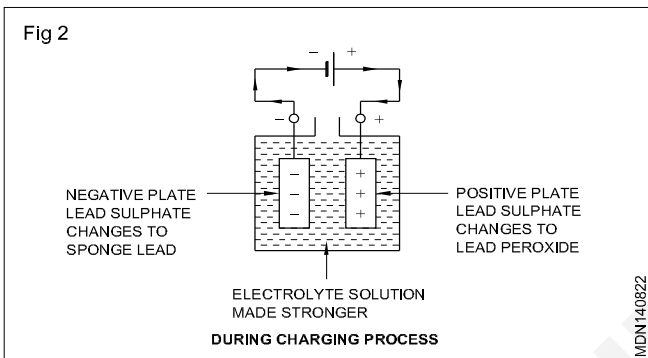 Fig 2
− +
− +
− +
− +
− +
NEGATIVE PLATE
LEAD SULPHATE
CHANGES TO
SPONGE LEAD
POSITIVE PLATE
LEAD SULPHATE
CHANGES TO
LEAD PEROXIDE
ELECTROLYTE SOLUTION
MADE STRONGER
DURING CHARGING PROCESS
MDN140822